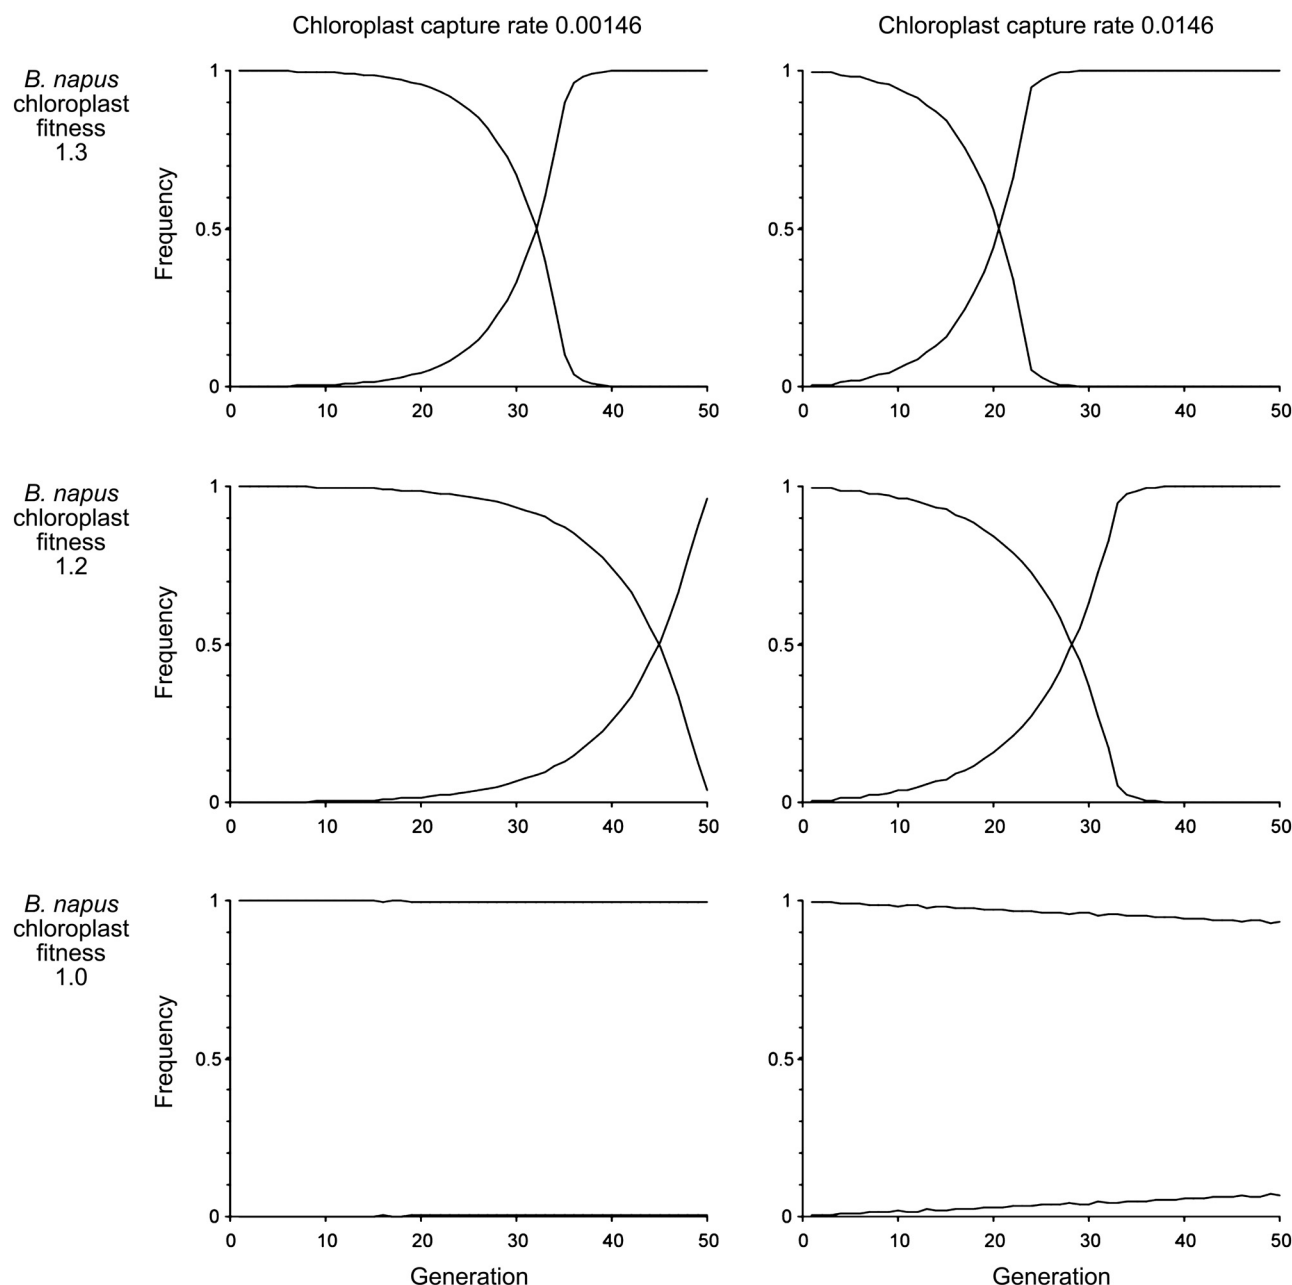 Chloroplast capture rate 0.00146
Chloroplast capture rate 0.0146
B. napus
chloroplast
fitness
1.3
Frequency
1
0.5
0
0 10 20 30 40 50
1
0.5
0
0 10 20 30 40 50
B. napus
chloroplast
fitness
1.2
Frequency
1
0.5
0
0 10 20 30 40 50
1
0.5
0
0 10 20 30 40 50
B. napus
chloroplast
fitness
1.0
Frequency
1
0.5
0
0 10 20 30 40 50
Generation
1
0.5
0
0 10 20 30 40 50
Generation